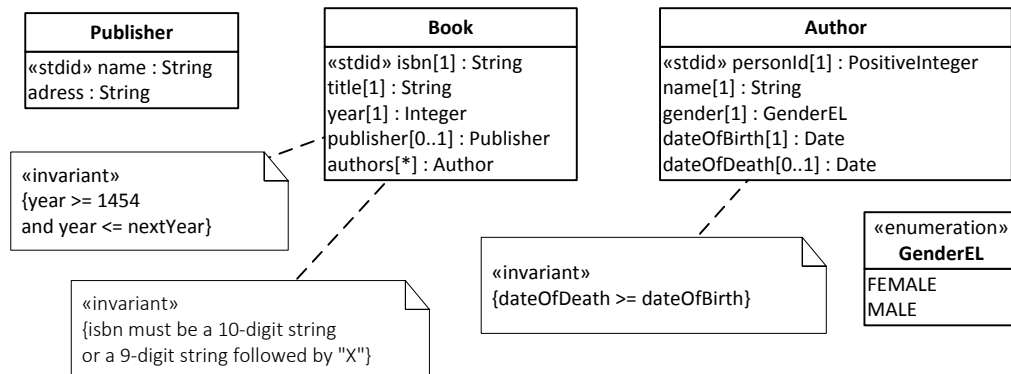 Publisher
«stdid» name : String
adress : String
Book
«stdid» isbn[1] : String
title[1] : String
year[1] : Integer
publisher[0..1] : Publisher
authors[*] : Author
Author
«stdid» personId[1] : PositiveInteger
name[1] : String
gender[1] : GenderEL
dateOfBirth[1] : Date
dateOfDeath[0..1] : Date
«invariant»
{year >= 1454
and year <= nextYear}
«invariant»
{isbn must be a 10-digit string
or a 9-digit string followed by "X"}
«invariant»
{dateOfDeath >= dateOfBirth}
«enumeration»
GenderEL
FEMALE
MALE